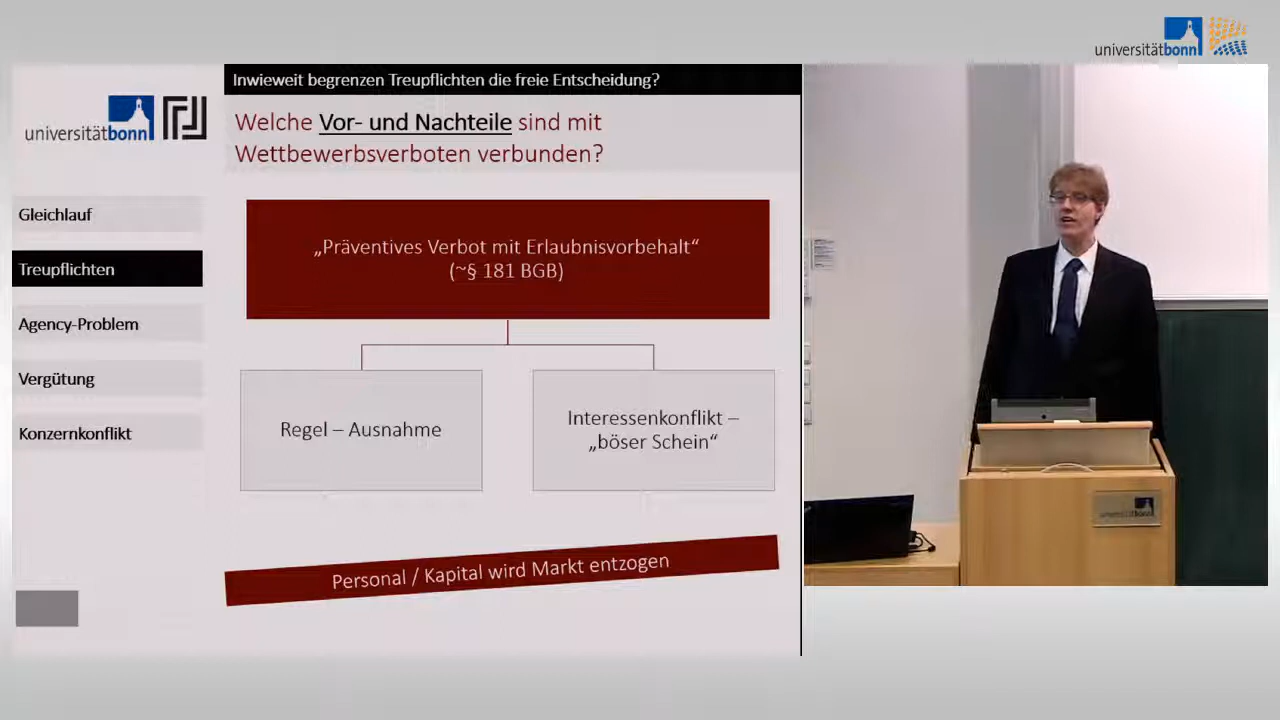 universitätbonn
Inwieweit begrenzen Treupflichten die freie Entscheidung?
universitätbonn
Welche Vor- und Nachteile sind mit
Wettbewerbsverboten verbunden?
Gleichlauf
Treupflichten
Agency-Problem
Vergütung
Konzernkonflikt
„Präventives Verbot mit Erlaubnisvorbehalt“
(~§ 181 BGB)
Regel – Ausnahme
Interessenkonflikt –
„böser Schein“
Personal / Kapital wird Markt entzogen
universitätbonn